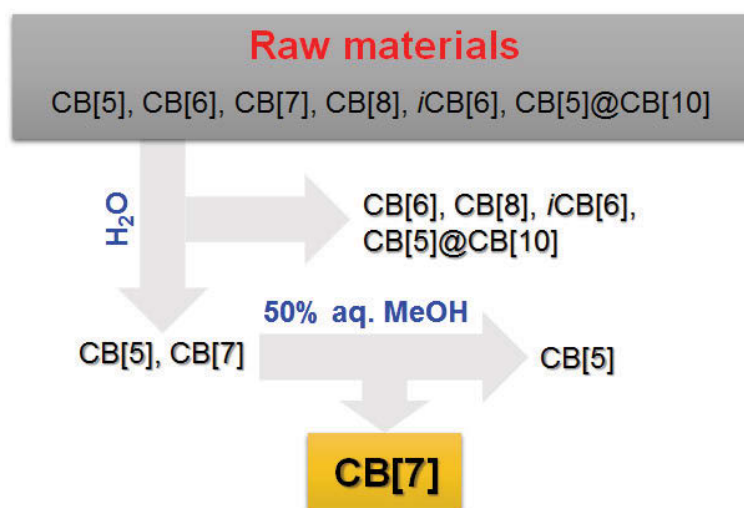 Raw materials
CB[5], CB[6], CB[7], CB[8], iCB[6], CB[5]@CB[10]
H₂O
CB[6], CB[8], iCB[6],
CB[5]@CB[10]
50% aq. MeOH
CB[5], CB[7]
CB[5]
CB[7]